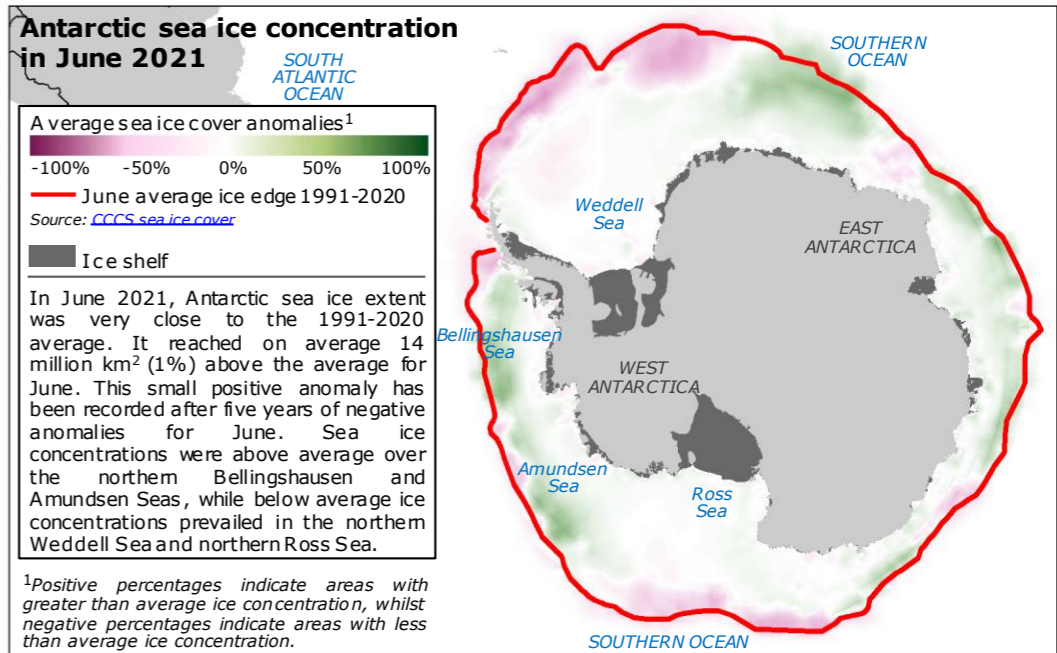 Antarctic sea ice concentration
in June 2021
SOUTH
ATLANTIC
OCEAN
SOUTHERN
OCEAN
Average sea ice cover anomalies1
-100% -50% 0% 50% 100%
June average ice edge 1991-2020
Source: CCCS sea ice cover
Ice shelf
In June 2021, Antarctic sea ice extent
was very close to the 1991-2020
average. It reached on average 14
million km2 (1%) above the average for
June. This small positive anomaly has
been recorded after five years of negative
anomalies for June. Sea ice
concentrations were above average over
the northern Bellingshausen and
Amundsen Seas, while below average ice
concentrations prevailed in the northern
Weddell Sea and northern Ross Sea.
1Positive percentages indicate areas with
greater than average ice concentration, whilst
negative percentages indicate areas with less
than average ice concentration.
Weddell
Sea
EAST
ANTARCTICA
Bellingshausen
Sea
WEST
ANTARCTICA
Amundsen
Sea
Ross
Sea
SOUTHERN OCEAN